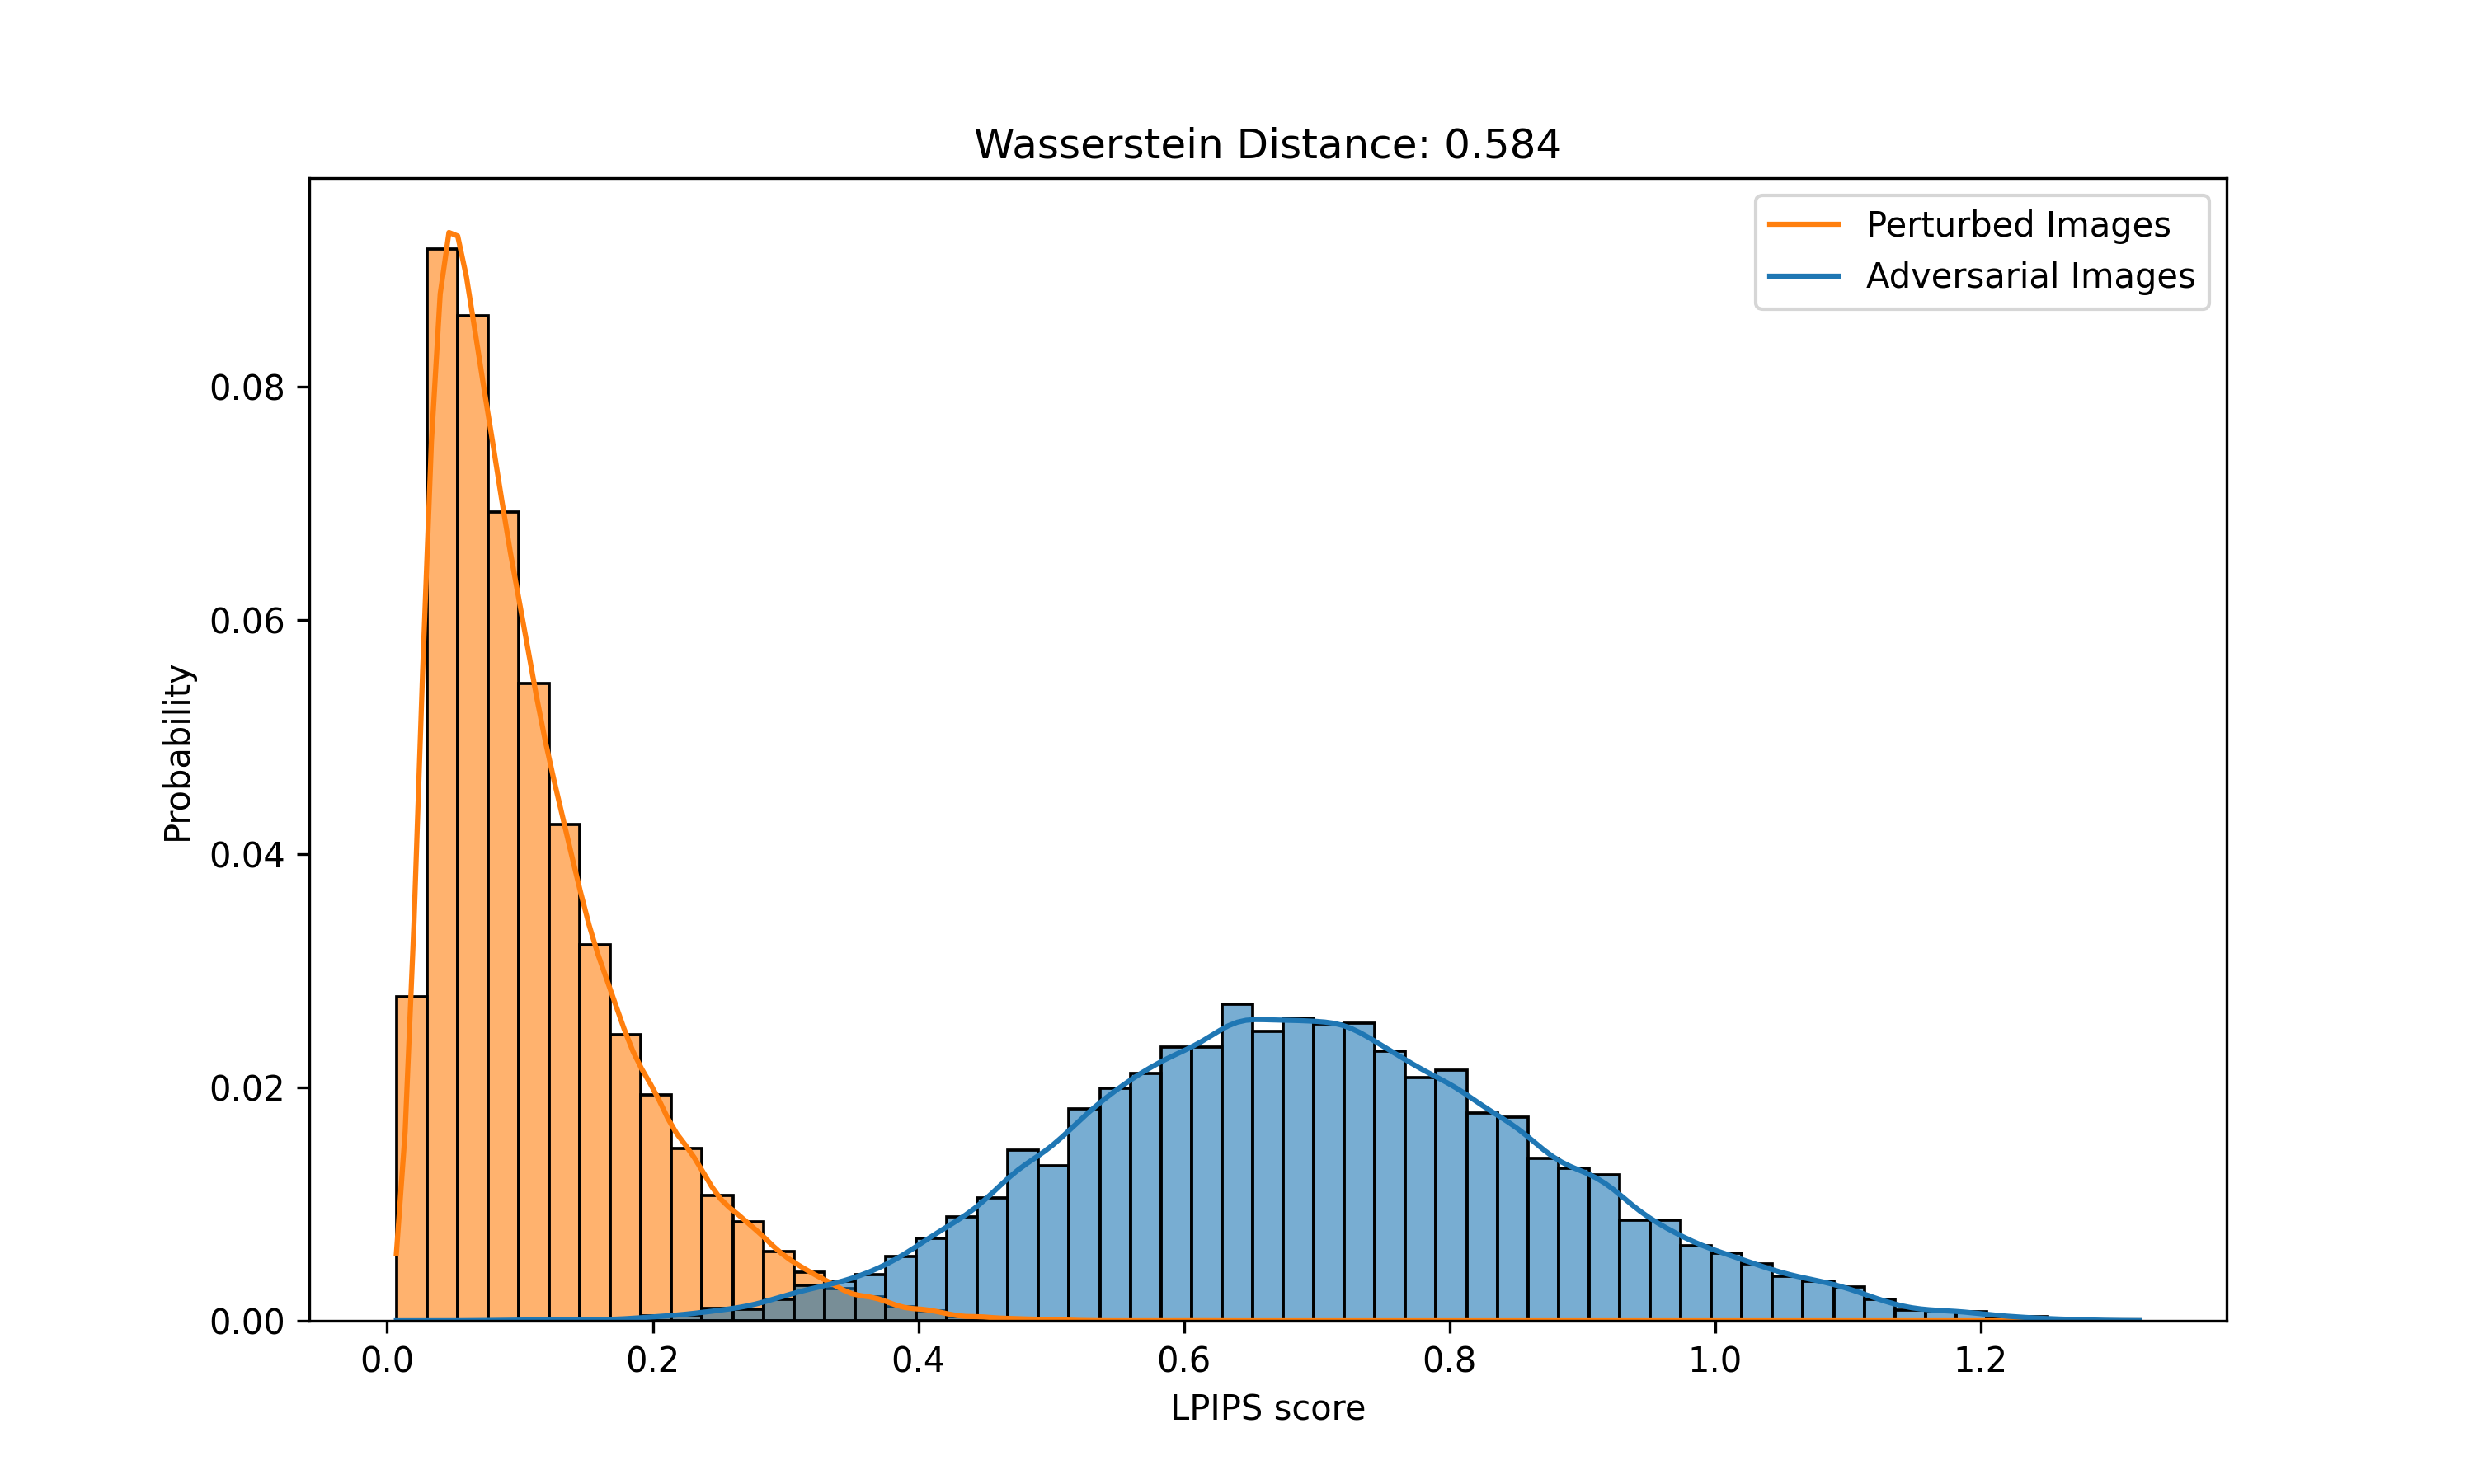 Wasserstein Distance: 0.584
Perturbed Images
Adversarial Images
Probability
0.08
0.06
0.04
0.02
0.00
0.0 0.2 0.4 0.6 0.8 1.0 1.2
LPIPS score